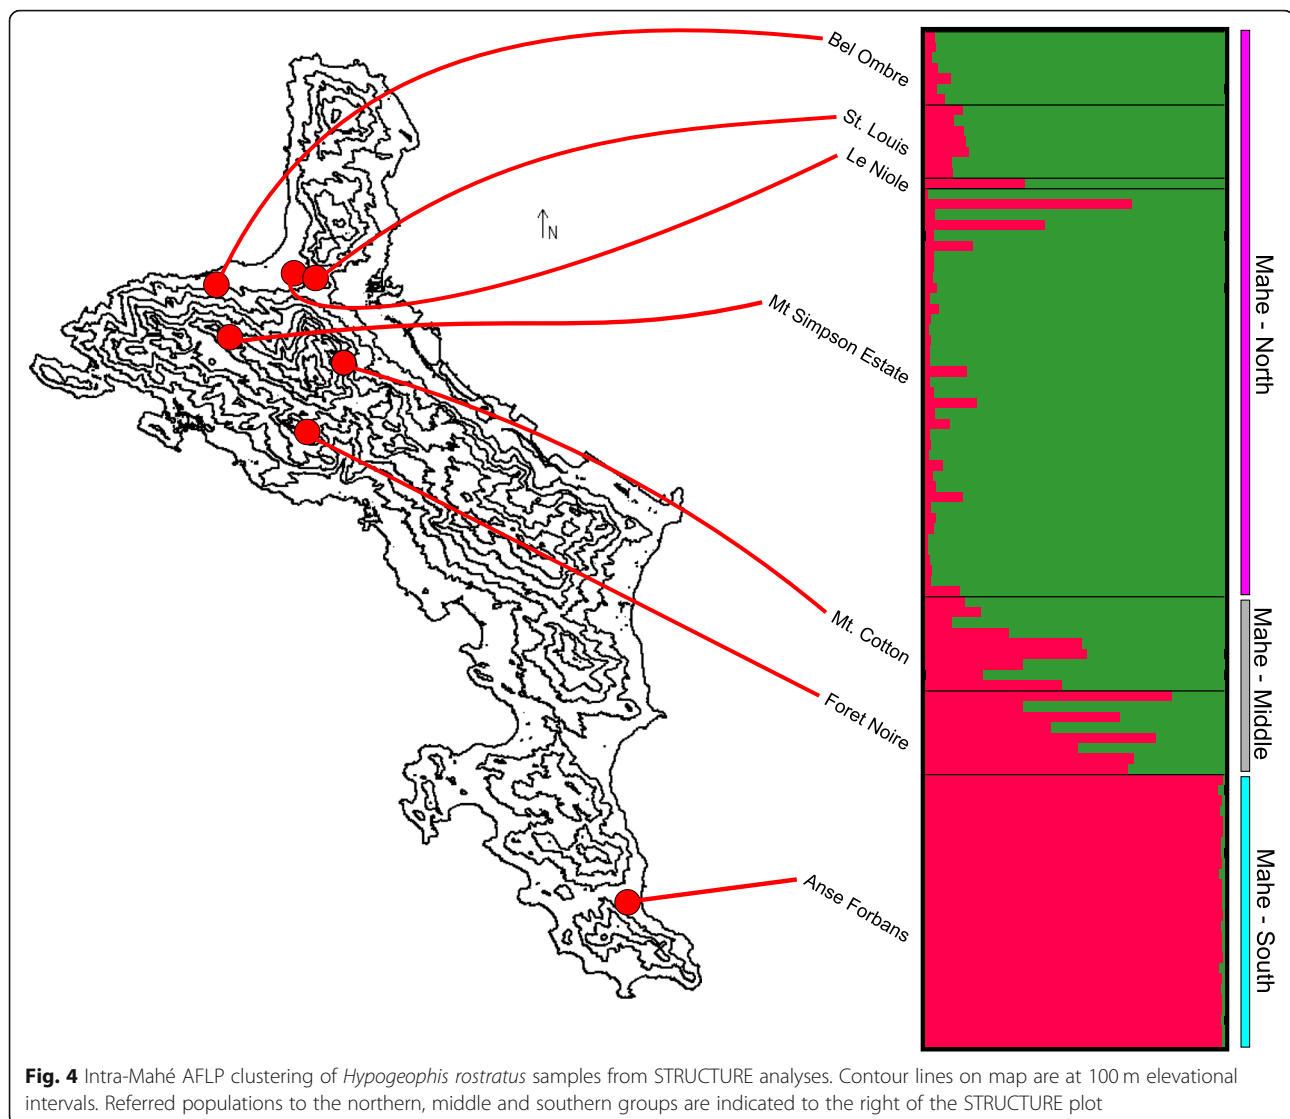 Bel Ombre
St. Louis
Le Niole
N
Mt Simpson Estate
Mt. Cotton
Foret Noire
Anse Forbans
Mahe - North
Mahe - Middle
Mahe - South
Fig. 4 Intra-Mahé AFLP clustering of Hypogeophis rostratus samples from STRUCTURE analyses. Contour lines on map are at 100 m elevational
intervals. Referred populations to the northern, middle and southern groups are indicated to the right of the STRUCTURE plot